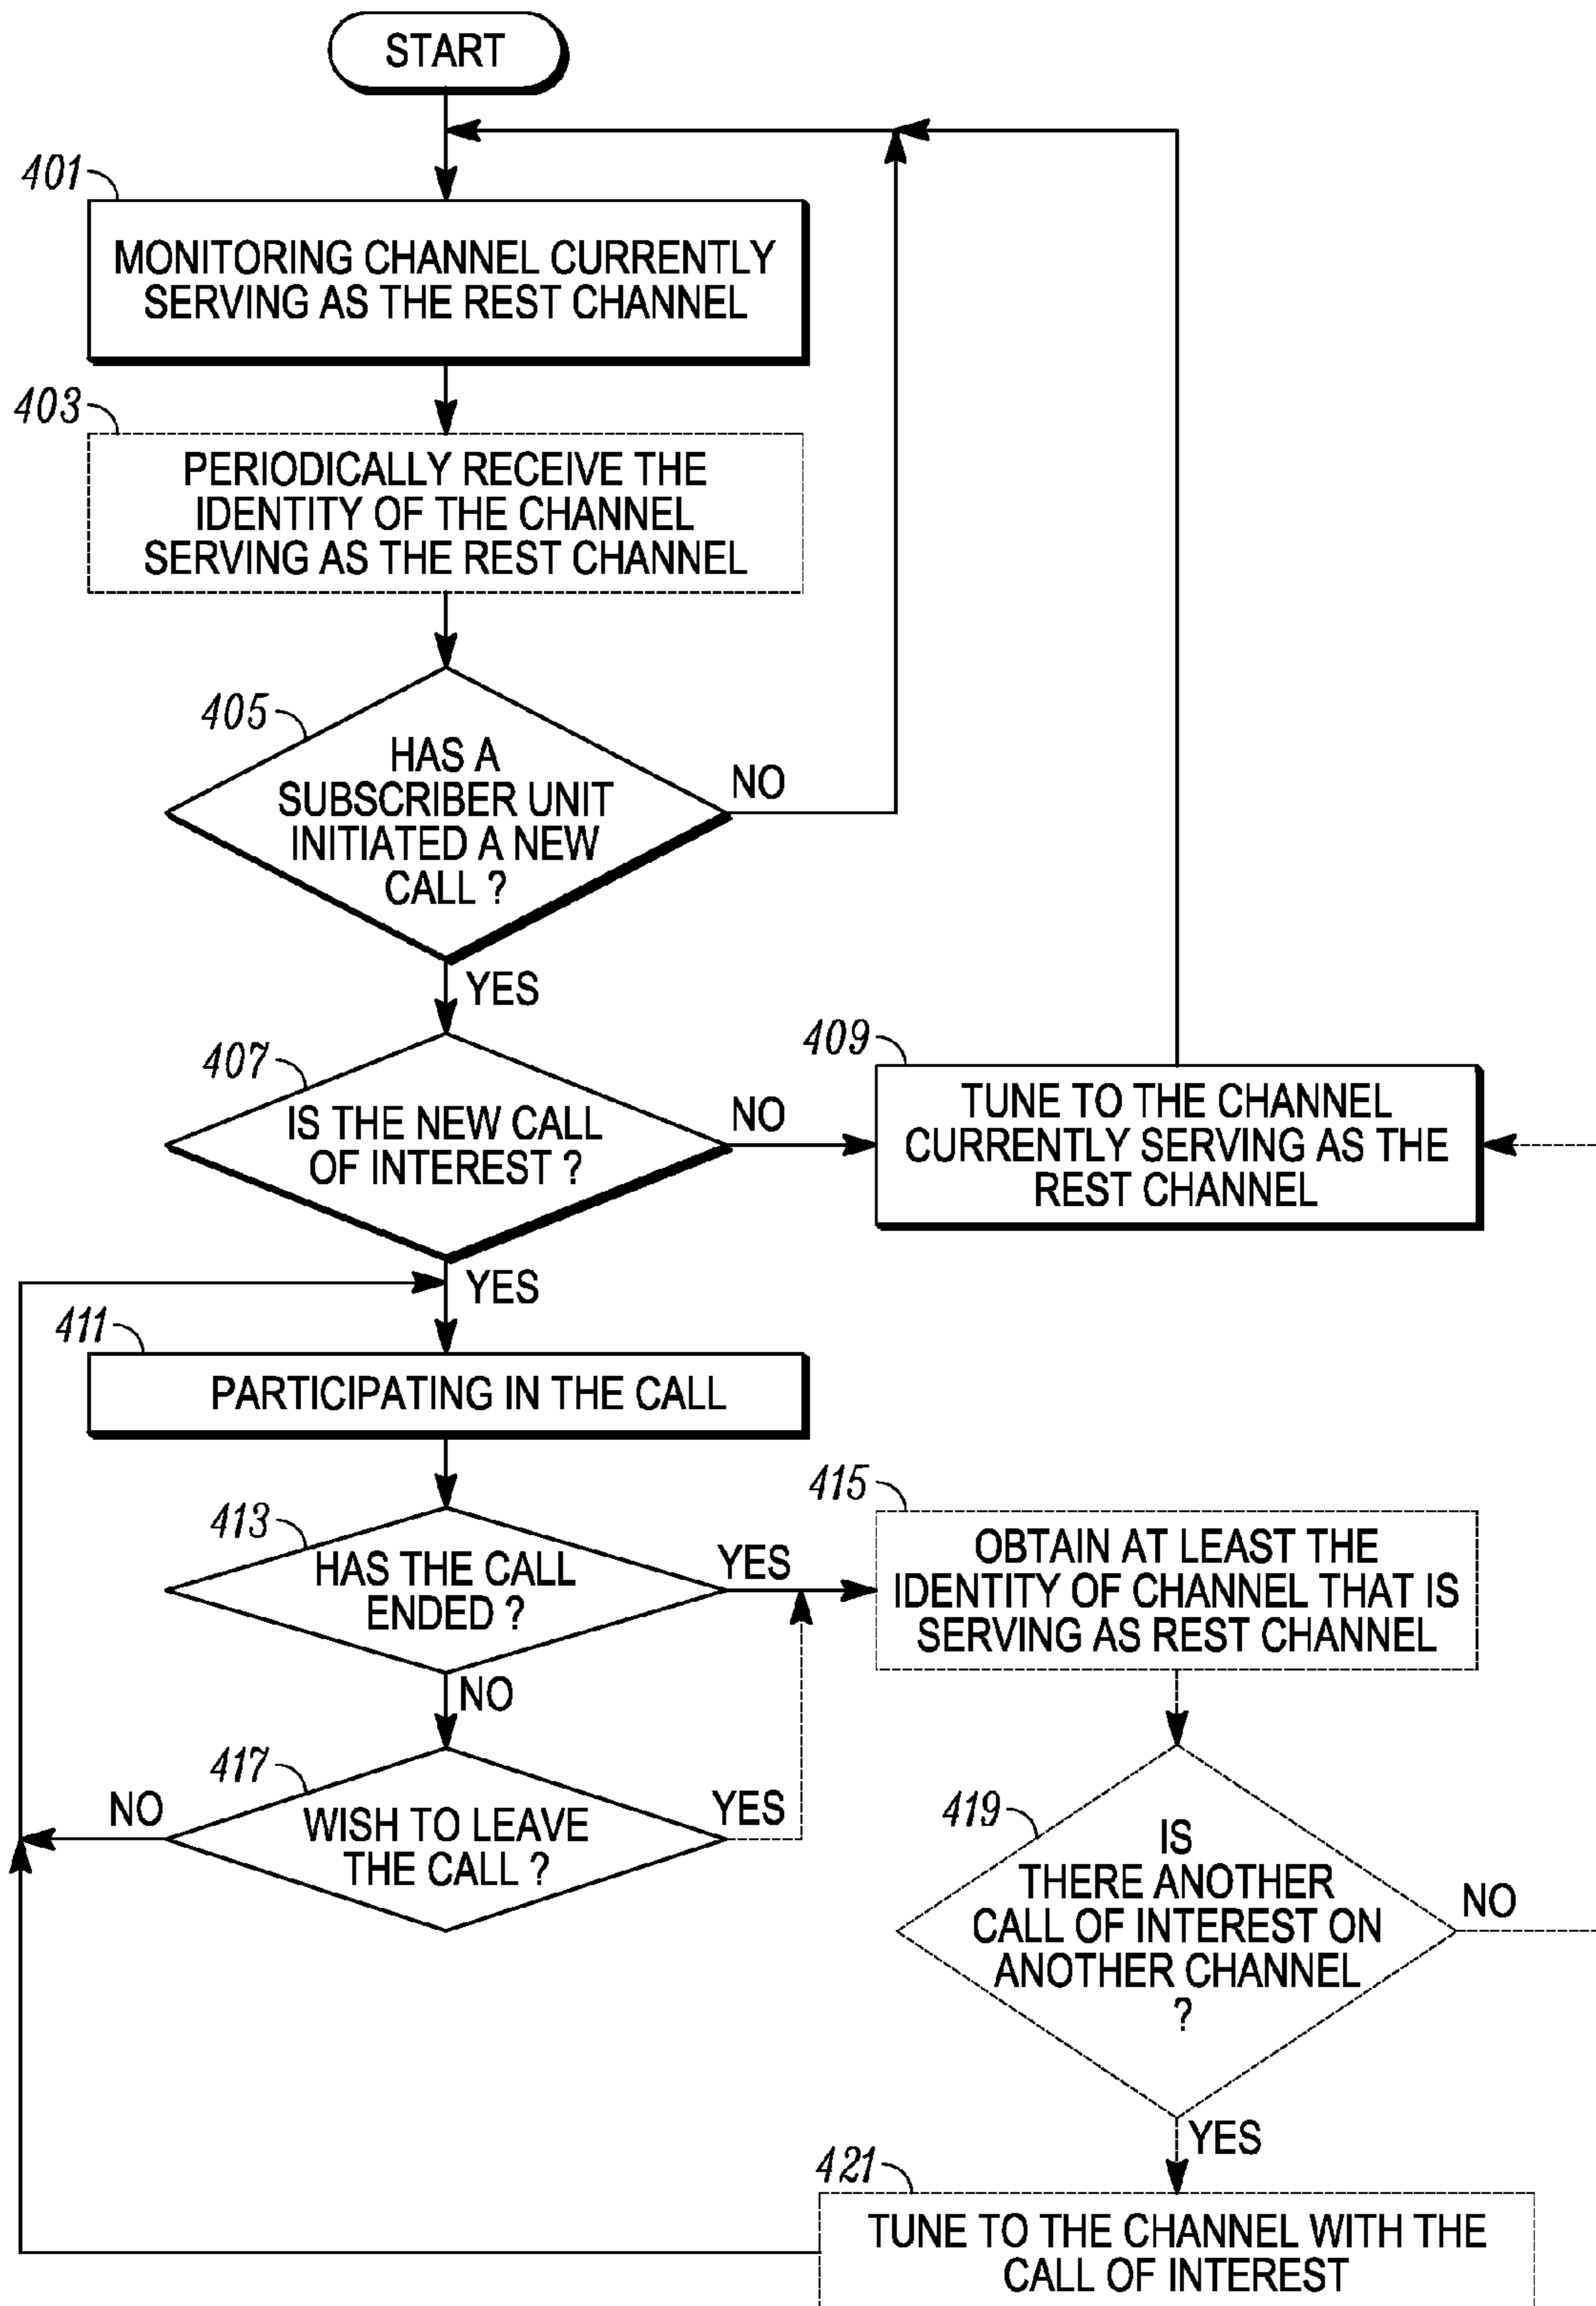 START
401
MONITORING CHANNEL CURRENTLY
SERVING AS THE REST CHANNEL
403
PERIODICALLY RECEIVE THE
IDENTITY OF THE CHANNEL
SERVING AS THE REST CHANNEL
405
HAS A
SUBSCRIBER UNIT
INITIATED A NEW
CALL ?
NO
YES
407
IS THE NEW CALL
OF INTEREST ?
NO
409
TUNE TO THE CHANNEL
CURRENTLY SERVING AS THE
REST CHANNEL
YES
411
PARTICIPATING IN THE CALL
413
HAS THE CALL
ENDED ?
YES
415
OBTAIN AT LEAST THE
IDENTITY OF CHANNEL THAT IS
SERVING AS REST CHANNEL
NO
417
WISH TO LEAVE
THE CALL ?
NO
YES
419
IS
THERE ANOTHER
CALL OF INTEREST ON
ANOTHER CHANNEL
?
NO
YES
421
TUNE TO THE CHANNEL WITH THE
CALL OF INTEREST